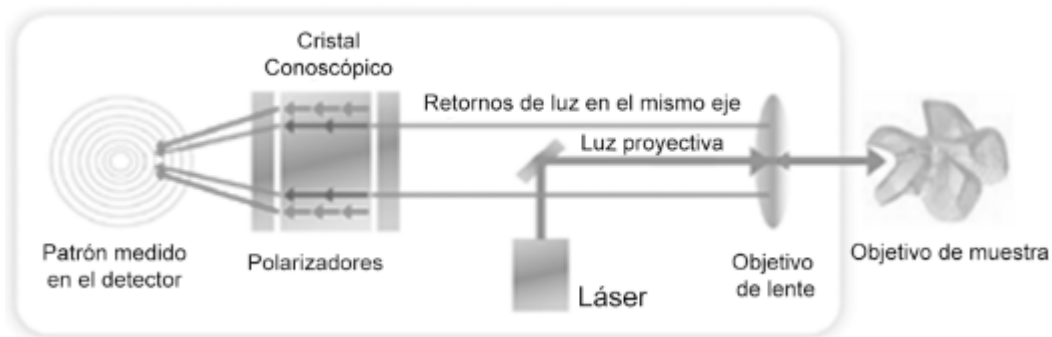 Cristal
Conoscópico
Retornos de luz en el mismo eje
Luz proyectiva
Patrón medido
en el detector
Polarizadores
Láser
Objetivo
de lente
Objetivo de muestra